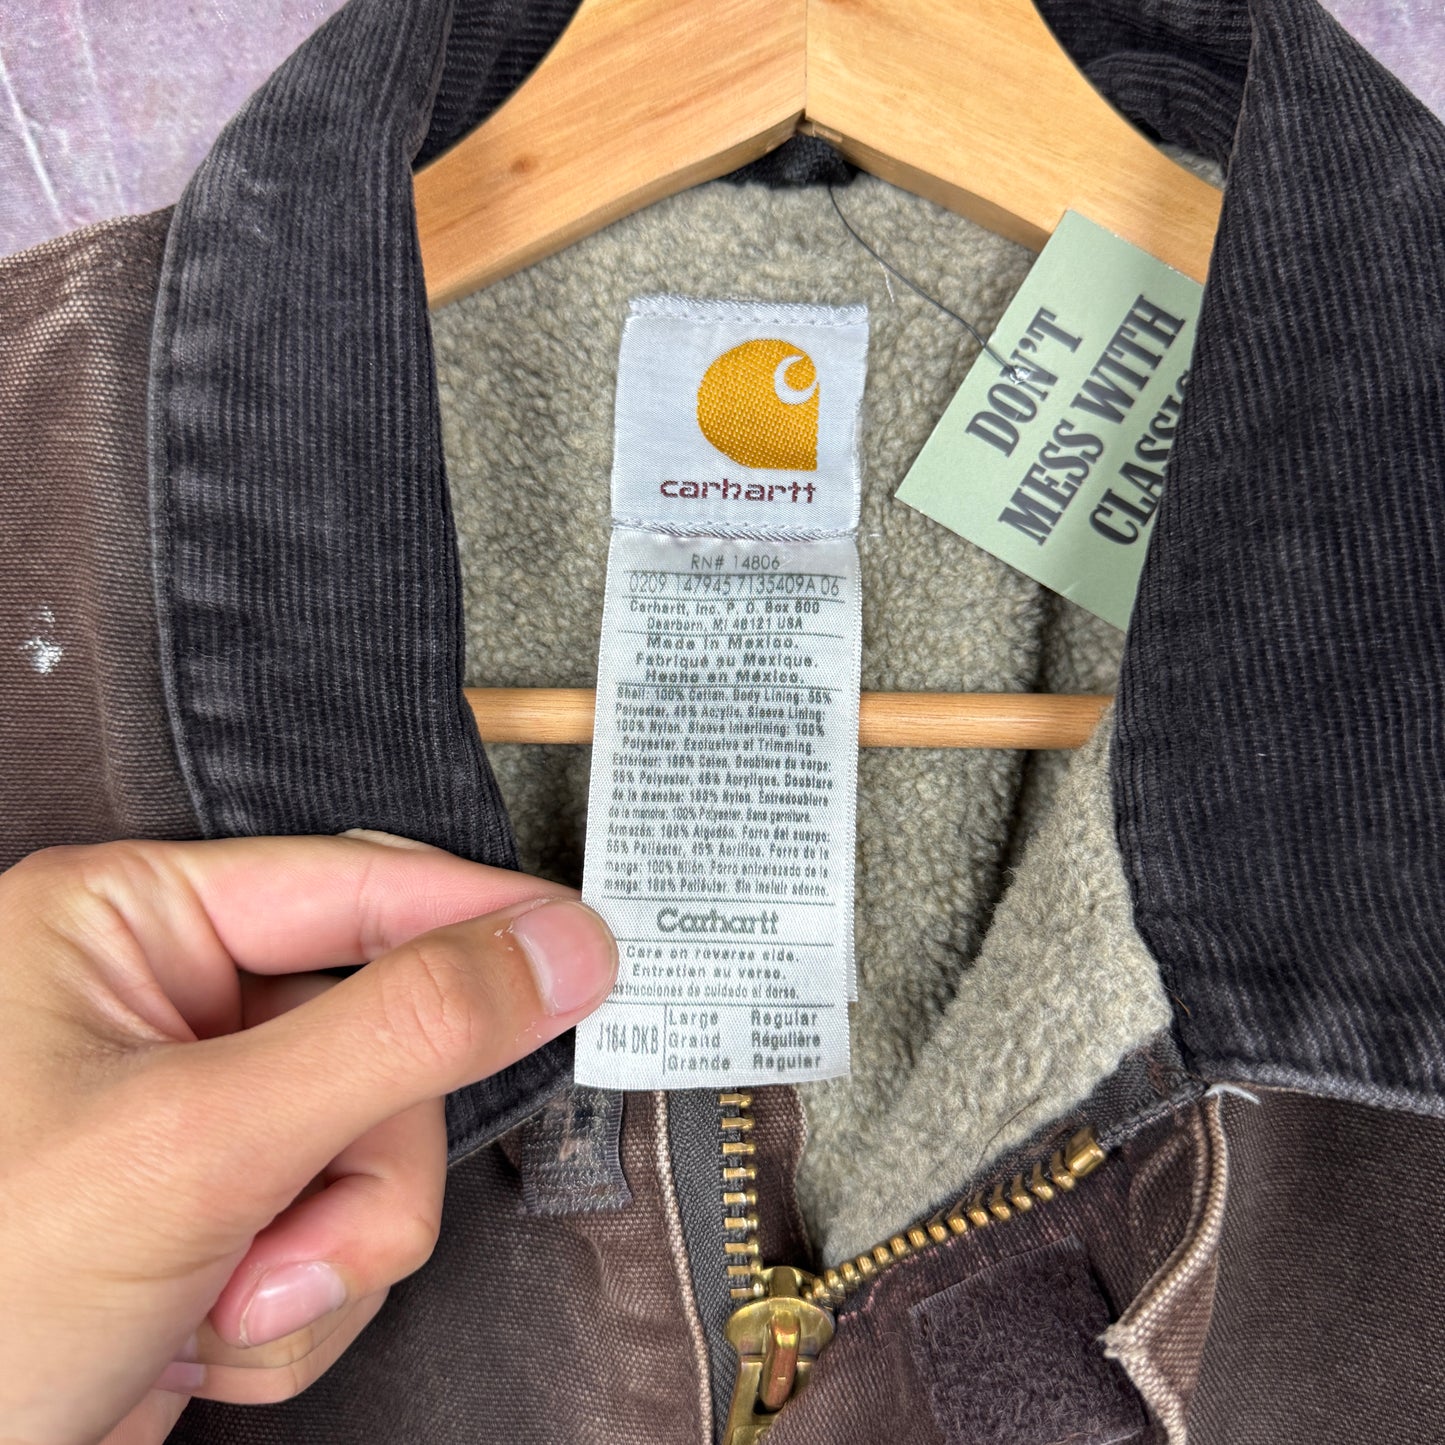 carhartt
RN# 14806
0209 147945 7135409A 06
Carhartt, Inc. P. O. Box 600
Dearborn, MI 48121 USA
Made in Mexico.
Fabriqué au Mexique.
Hecho en México.
Shell: 100% Cotton. Body Lining: 55%
Polyester, 45% Acrylic. Sleeve Lining:
100% Nylon. Sleeve Interlining: 100%
Polyester. Exclusive of Trimming.
Extérieur: 100% Coton. Doublure du corps:
55% Polyester, 45% Acrylique. Doublure
de la manche: 100% Nylon. Entredoublure
de la manche: 100% Polyester. Sans garniture.
Armazón: 100% Algodón. Forro del cuerpo:
55% Poliéster, 45% Acrílico. Forro de la
manga: 100% Nilón. Forro entrelazado de la
manga: 100% Poliéster. Sin incluir adorno.
Carhartt
Care on reverse side.
Entretien au verso.
nstrucciones de cuidado al dorso.
J164 DKB
Large Regular
Grand Régulière
Grande Regular
DON'T
MESS WITH
CLASSIC